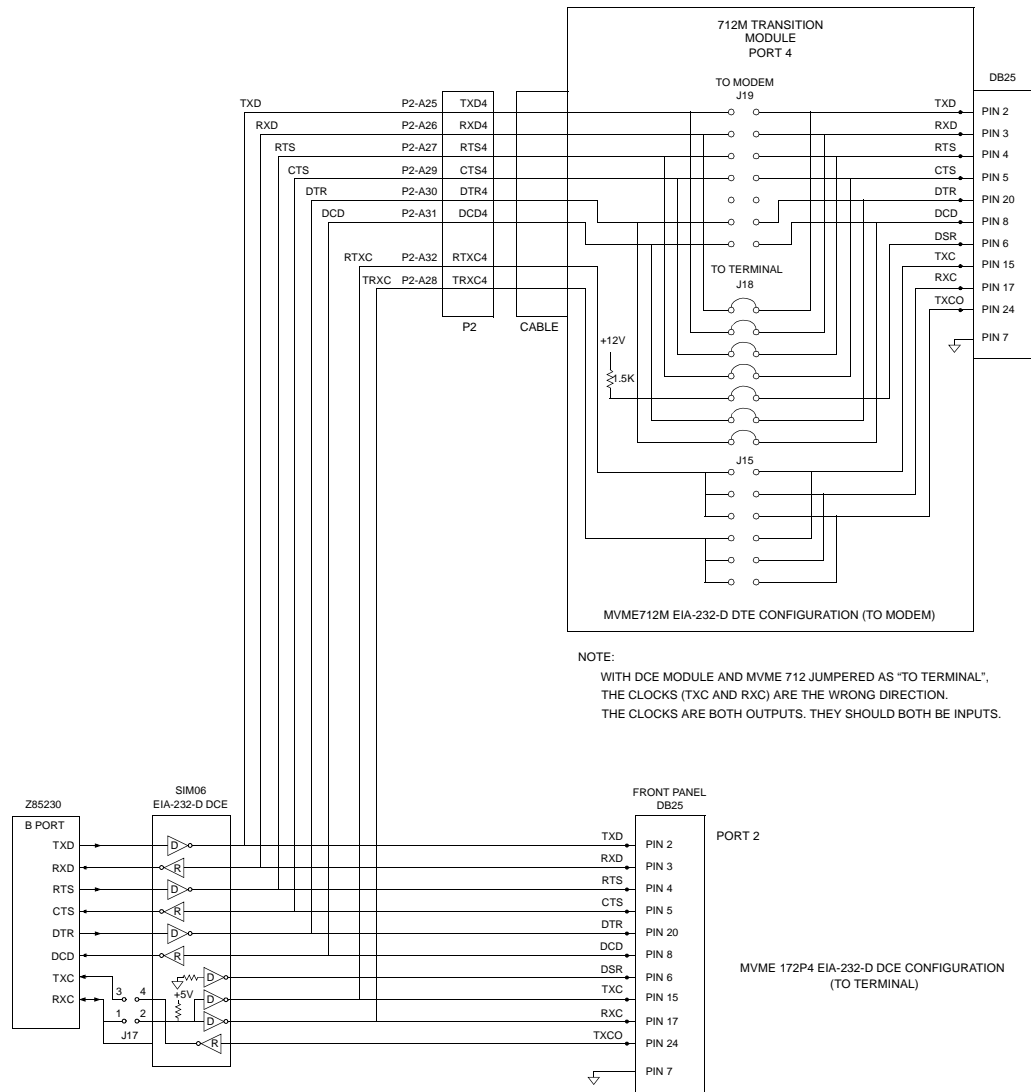 712M TRANSITION
MODULE
PORT 4
DB25
TO MODEM
J19
TXD P2-A25 TXD4 TXD PIN 2
RXD P2-A26 RXD4 RXD PIN 3
RTS P2-A27 RTS4 RTS PIN 4
CTS P2-A29 CTS4 CTS PIN 5
DTR P2-A30 DTR4 DTR PIN 20
DCD P2-A31 DCD4 DCD PIN 8
DSR PIN 6
RTXC P2-A32 RTXC4 TXC PIN 15
TRXC P2-A28 TRXC4 RXC PIN 17
TXCO PIN 24
PIN 7
TO TERMINAL
J18
P2 CABLE
+12V
1.5K
J15
MVME712M EIA-232-D DTE CONFIGURATION (TO MODEM)
NOTE:
WITH DCE MODULE AND MVME 712 JUMPERED AS “TO TERMINAL”,
THE CLOCKS (TXC AND RXC) ARE THE WRONG DIRECTION.
THE CLOCKS ARE BOTH OUTPUTS. THEY SHOULD BOTH BE INPUTS.
Z85230
B PORT
SIM06
EIA-232-D DCE
FRONT PANEL
DB25
PORT 2
TXD D TXD PIN 2
RXD R RXD PIN 3
RTS D RTS PIN 4
CTS R CTS PIN 5
DTR D DTR PIN 20
DCD R DCD PIN 8
D DSR PIN 6
TXC 3 4 +5V D TXC PIN 15
RXC 1 2 D RXC PIN 17
J17 R TXCO PIN 24
PIN 7
MVME 172P4 EIA-232-D DCE CONFIGURATION
(TO TERMINAL)